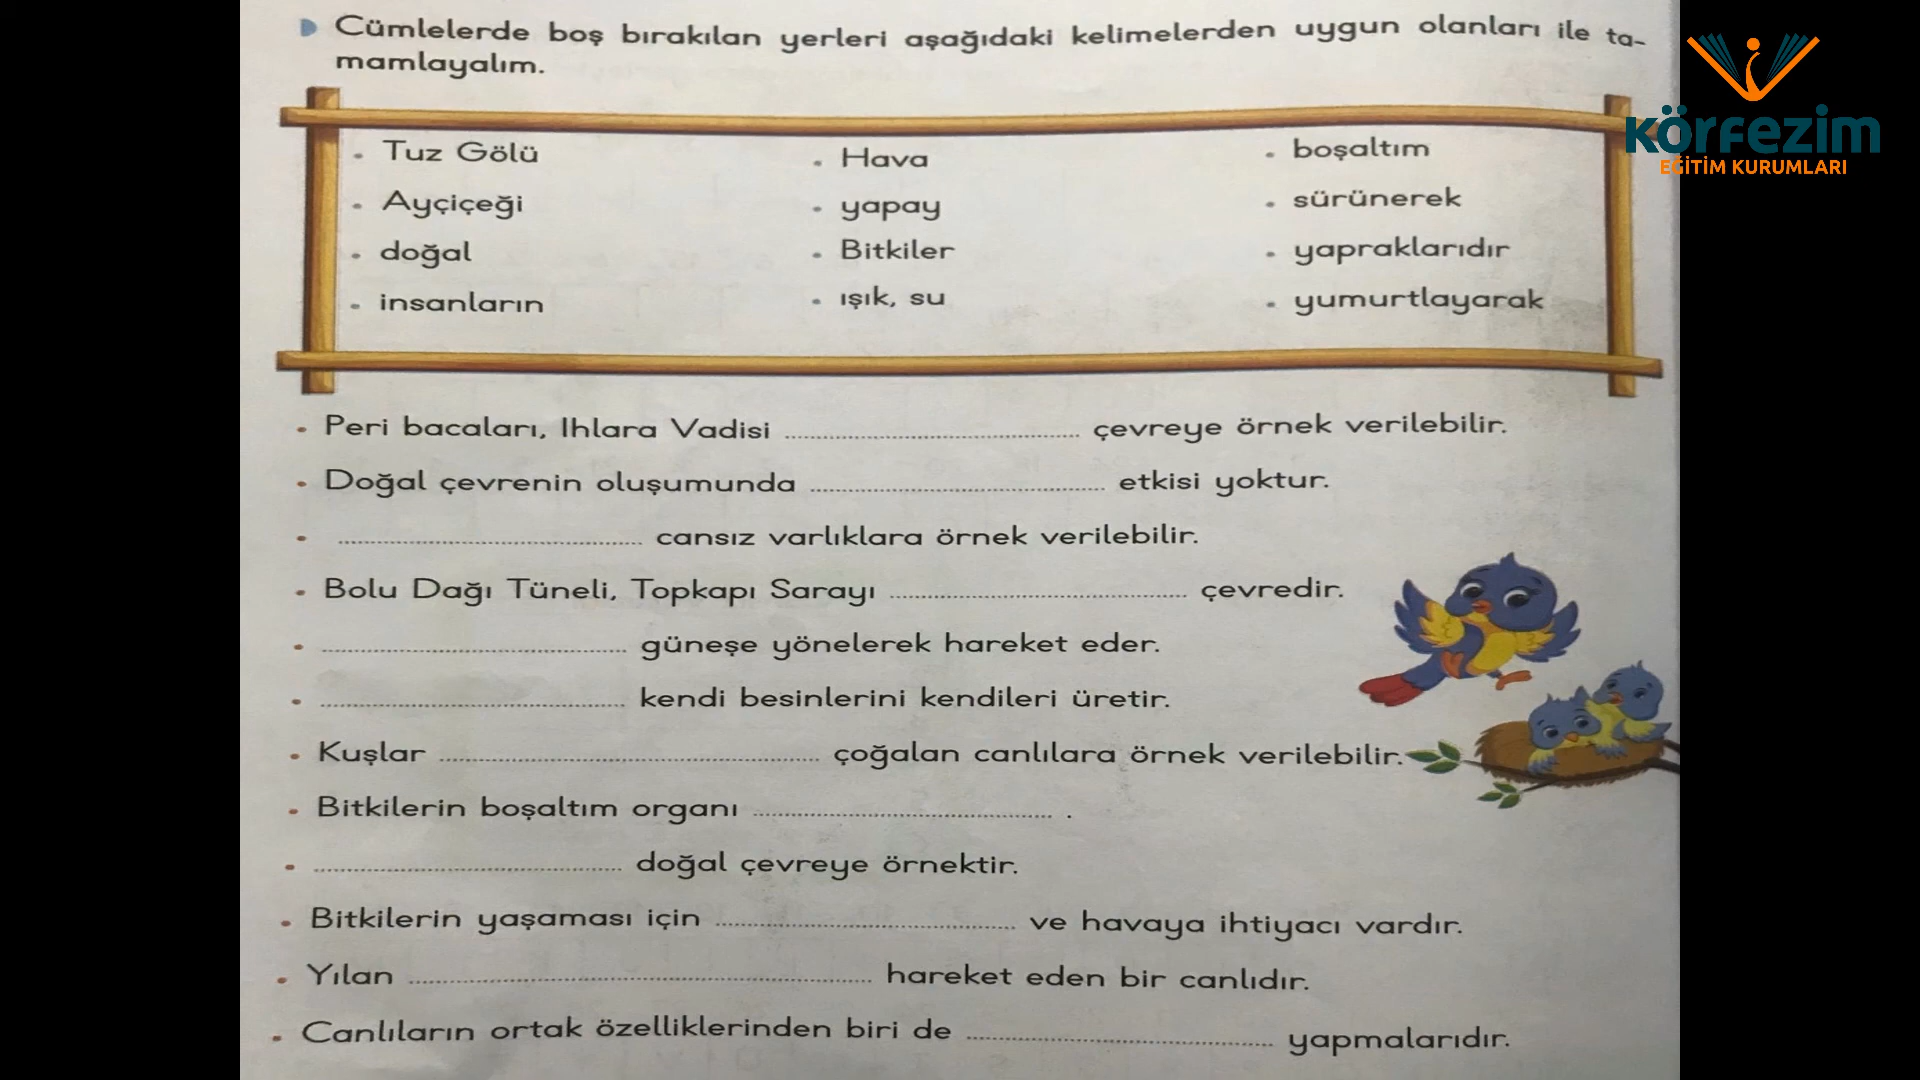 Cümlelerde boş bırakılan yerleri aşağıdaki kelimelerden uygun olanları ile ta-
mamlayalım.
körfezim
EĞİTİM KURUMLARI
• Tuz Gölü
• Ayçiçeği
• doğal
• insanların
• Hava
• yapay
• Bitkiler
• ışık, su
• boşaltım
• sürünerek
• yapraklarıdır
• yumurtlayarak
• Peri bacaları, Ihlara Vadisi ........................ çevreye örnek verilebilir.
• Doğal çevrenin oluşumunda ........................ etkisi yoktur.
• ........................ cansız varlıklara örnek verilebilir.
• Bolu Dağı Tüneli, Topkapı Sarayı ........................ çevredir.
• ........................ güneşe yönelerek hareket eder.
• ........................ kendi besinlerini kendileri üretir.
• Kuşlar ........................ çoğalan canlılara örnek verilebilir.
• Bitkilerin boşaltım organı ........................ .
• ........................ doğal çevreye örnektir.
• Bitkilerin yaşaması için ........................ ve havaya ihtiyacı vardır.
• Yılan ........................ hareket eden bir canlıdır.
• Canlıların ortak özelliklerinden biri de ........................ yapmalarıdır.